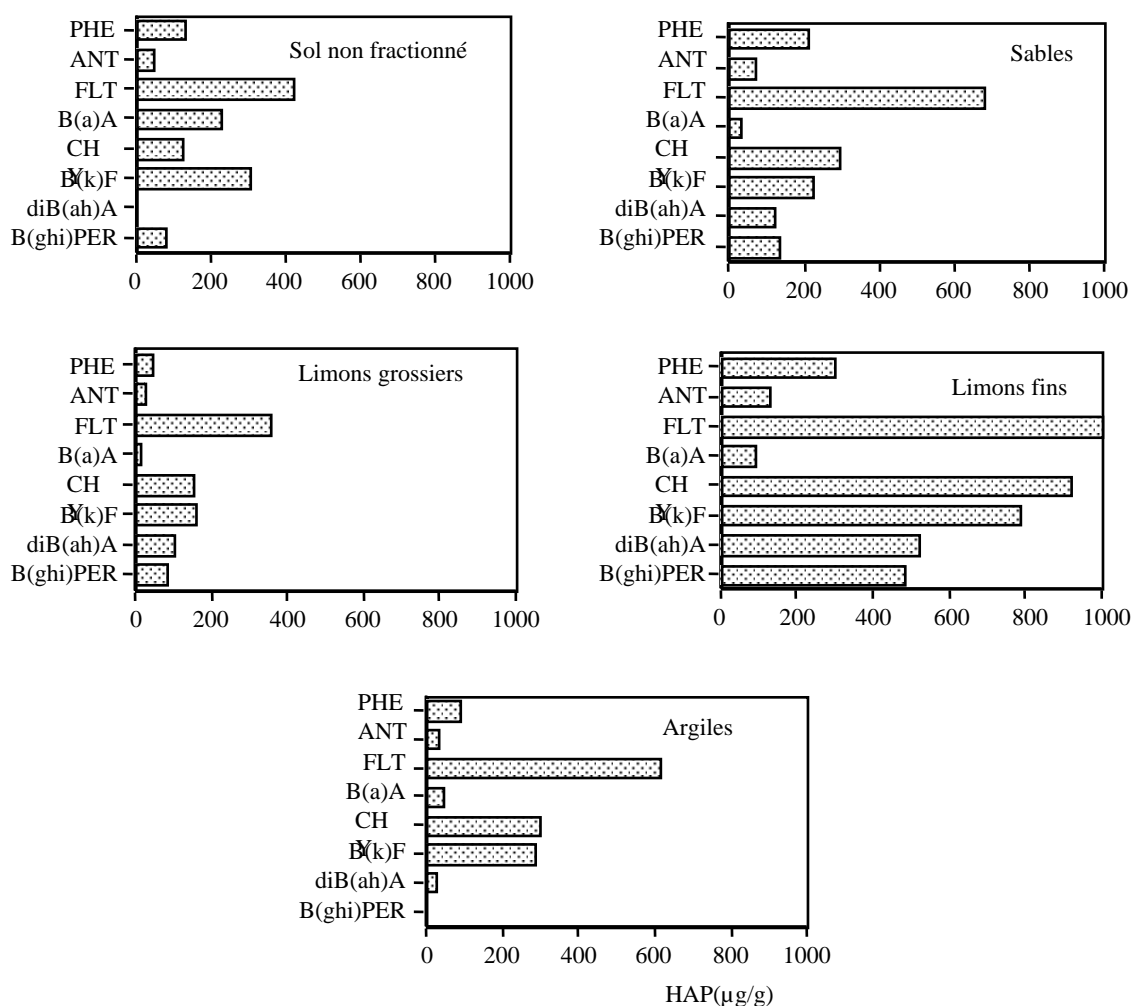 Sol non fractionné
PHE
ANT
FLT
B(a)A
CH
Y
B(k)F
diB(ah)A
B(ghi)PER
0 200 400 600 800 1000
Sables
PHE
ANT
FLT
B(a)A
CH
Y
B(k)F
diB(ah)A
B(ghi)PER
0 200 400 600 800 1000
Limons grossiers
PHE
ANT
FLT
B(a)A
CH
Y
B(k)F
diB(ah)A
B(ghi)PER
0 200 400 600 800 1000
Limons fins
PHE
ANT
FLT
B(a)A
CH
Y
B(k)F
diB(ah)A
B(ghi)PER
0 200 400 600 800 1000
Argiles
PHE
ANT
FLT
B(a)A
CH
Y
B(k)F
diB(ah)A
B(ghi)PER
0 200 400 600 800 1000
HAP(µg/g)